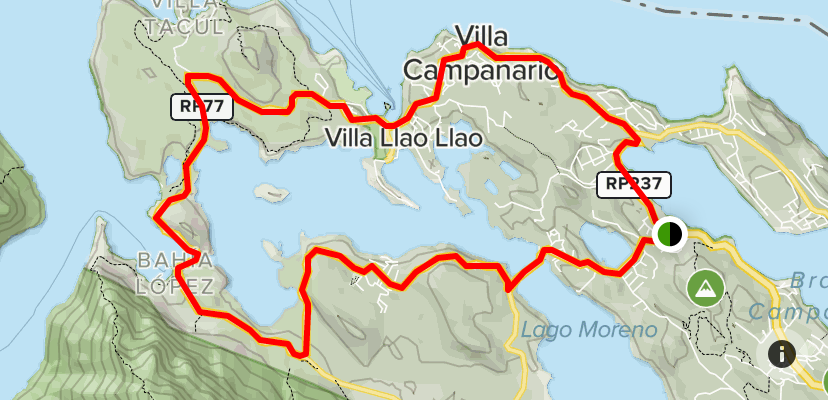 VILLA
TACUL
Villa
Campanario
RP77
Villa Llao Llao
RP237
BAHÍA
LÓPEZ
Bra
Campa
Lago Moreno
i